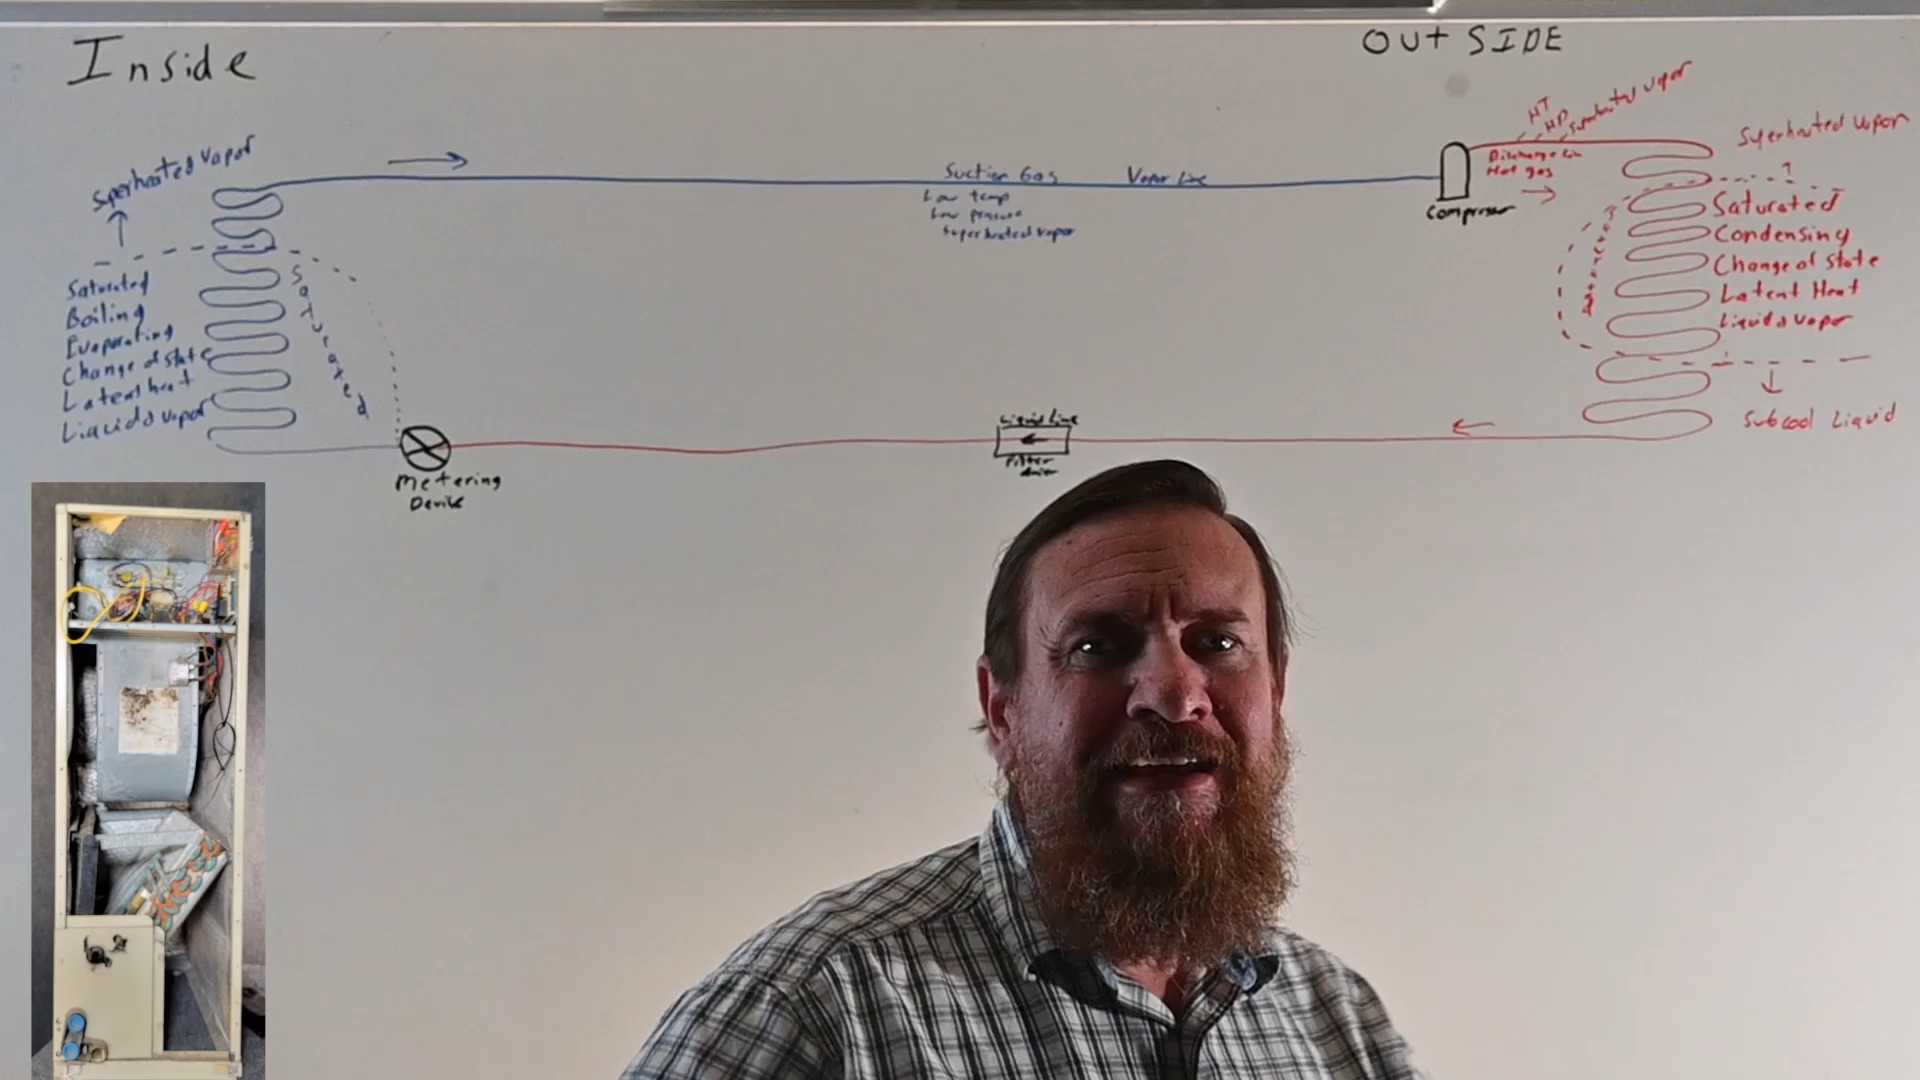 Inside
OUt SIDE
Superheated Vapor
Saturated
Boiling
Evaporating
Change of State
Latent heat
Liquid & vapor
Saturated
Metering
Device
Suction Gas
Vapor Line
Low temp
Low pressure
Superheated vapor
Liquid Line
Filter
Compressor
HT
HP
Superheated Vapor
Discharge Line
Hot gas
Superheated Vapor
Saturated
Saturated
Condensing
Change of State
Latent Heat
Liquid & vapor
Subcool Liquid